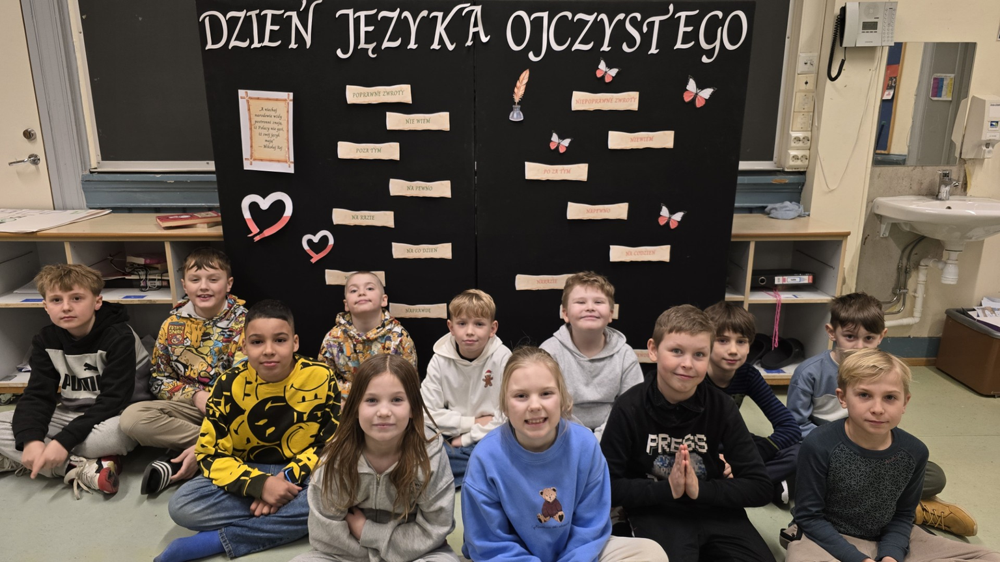 DZIEŃ JĘZYKA OJCZYSTEGO
„A niechaj
narodowie wżdy
postronni znają,
iż Polacy nie gęsi,
iż swój język
mają"
— Mikołaj Rej
POPRAWNE ZWROTY
NIE WIEM
POZA TYM
NA PEWNO
NA RAZIE
NA CO DZIEŃ
NAPRAWDĘ
NIEPOPRAWNE ZWROTY
NIEWIEM
PO ZA TYM
NAPEWNO
NA CODZIEŃ
NARAZIE
PUMA
POTATO
SNAX
PRESS